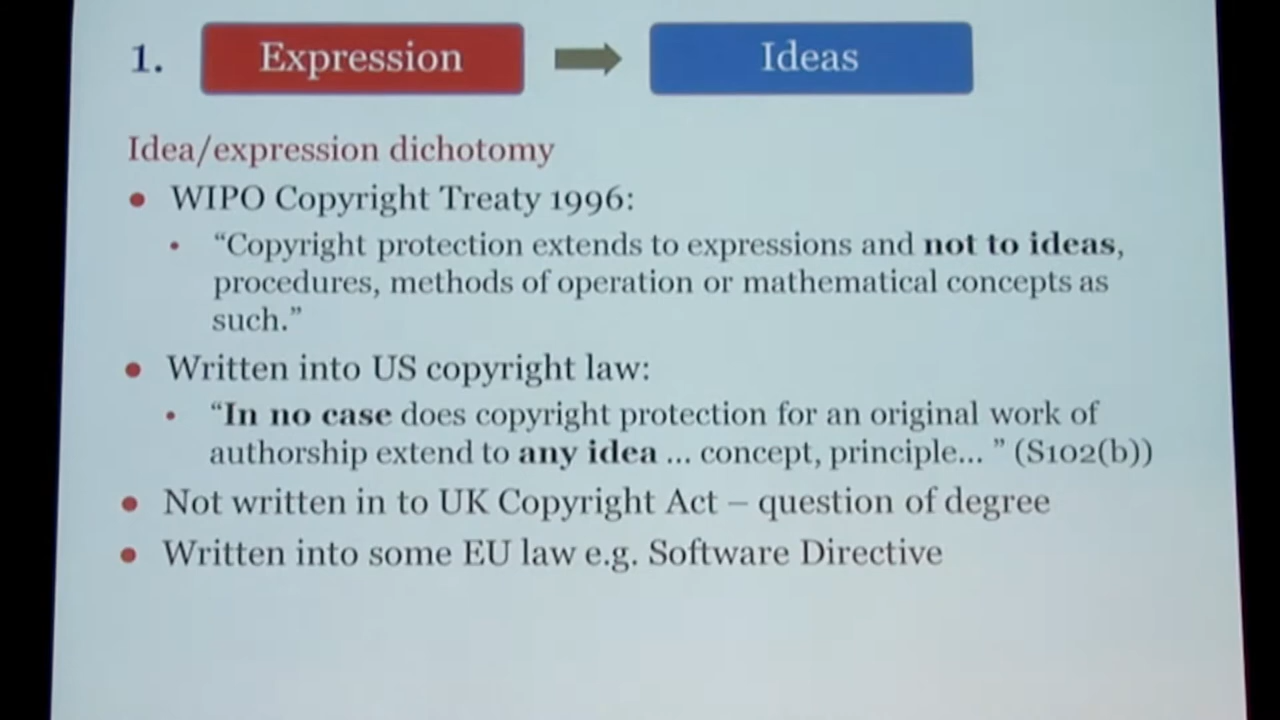 1. Expression Ideas
Idea/expression dichotomy
• WIPO Copyright Treaty 1996:
• “Copyright protection extends to expressions and not to ideas,
procedures, methods of operation or mathematical concepts as
such.”
• Written into US copyright law:
• “In no case does copyright protection for an original work of
authorship extend to any idea ... concept, principle... ” (S102(b))
• Not written in to UK Copyright Act – question of degree
• Written into some EU law e.g. Software Directive